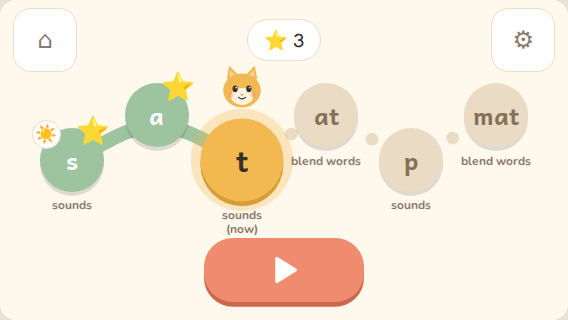 3
s
a
t
at
p
mat
sounds
sounds
(now)
blend words
sounds
blend words